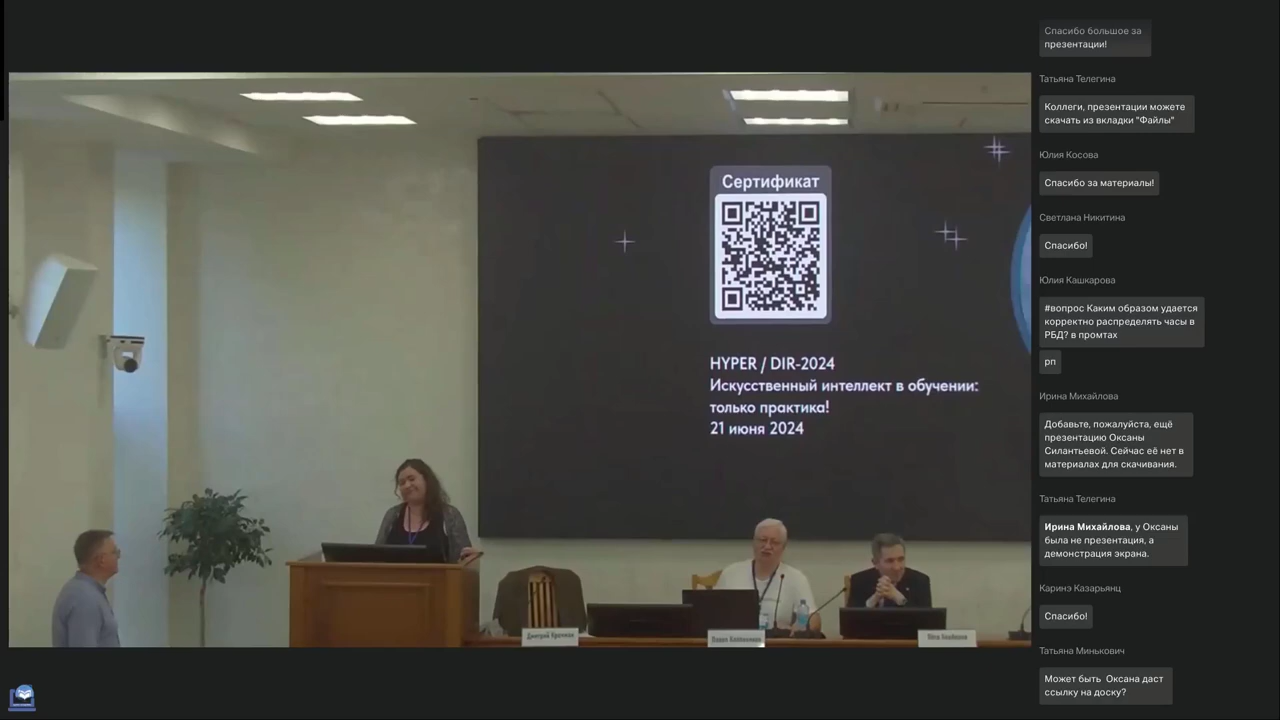 Сертификат
HYPER / DIR-2024
Искусственный интеллект в обучении:
только практика!
21 июня 2024
Дмитрий
Спасибо большое за
презентации!
Татьяна Телегина
Коллеги, презентации можете
скачать из вкладки "Файлы"
Юлия Косова
Спасибо за материалы!
Светлана Никитина
Спасибо!
Юлия Кашкарова
#вопрос Каким образом удается
корректно распределять часы в
РБД? в промтах
рп
Ирина Михайлова
Добавьте, пожалуйста, ещё
презентацию Оксаны
Силантьевой. Сейчас её нет в
материалах для скачивания.
Татьяна Телегина
Ирина Михайлова, у Оксаны
была не презентация, а
демонстрация экрана.
Каринэ Казарьянц
Спасибо!
Татьяна Минькович
Может быть  Оксана даст
ссылку на доску?